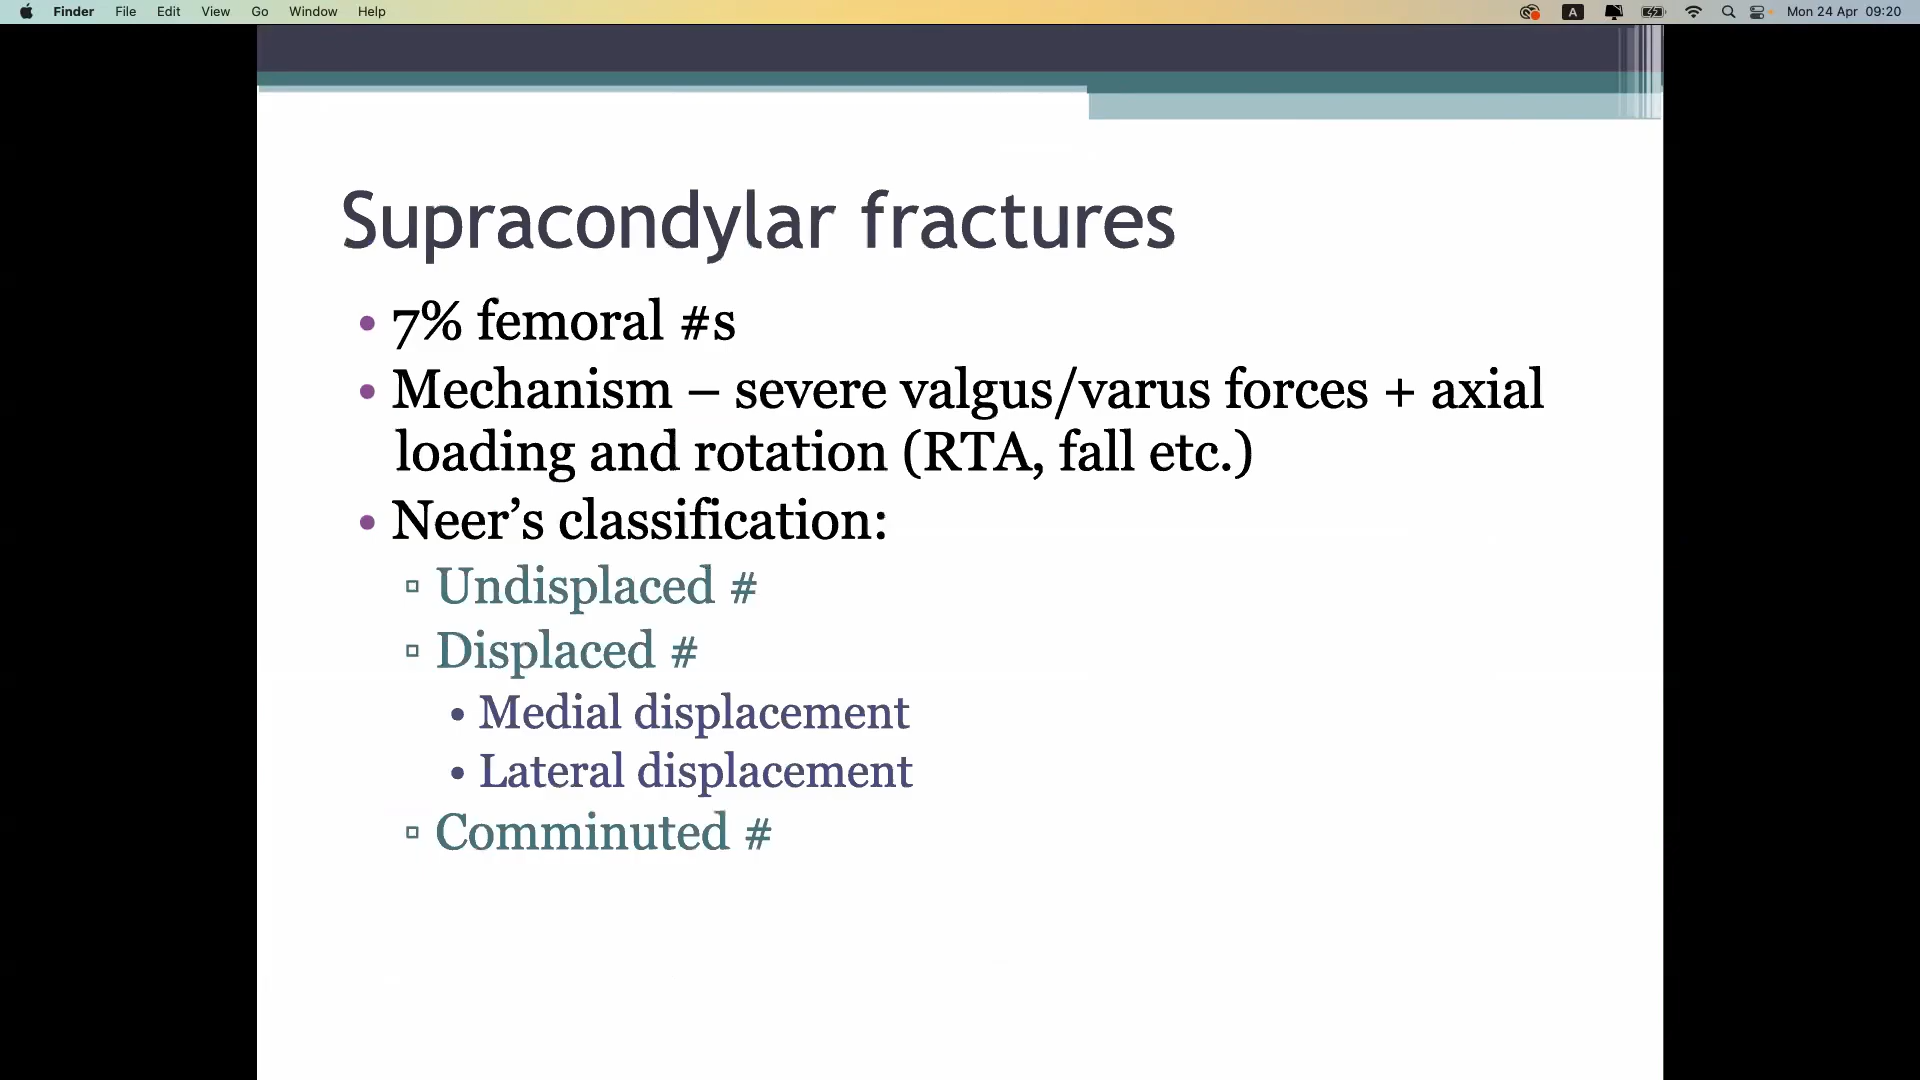 Finder File Edit View Go Window Help A Mon 24 Apr 09:20
Supracondylar fractures
• 7% femoral #s
• Mechanism – severe valgus/varus forces + axial
loading and rotation (RTA, fall etc.)
• Neer’s classification:
▫ Undisplaced #
▫ Displaced #
• Medial displacement
• Lateral displacement
▫ Comminuted #